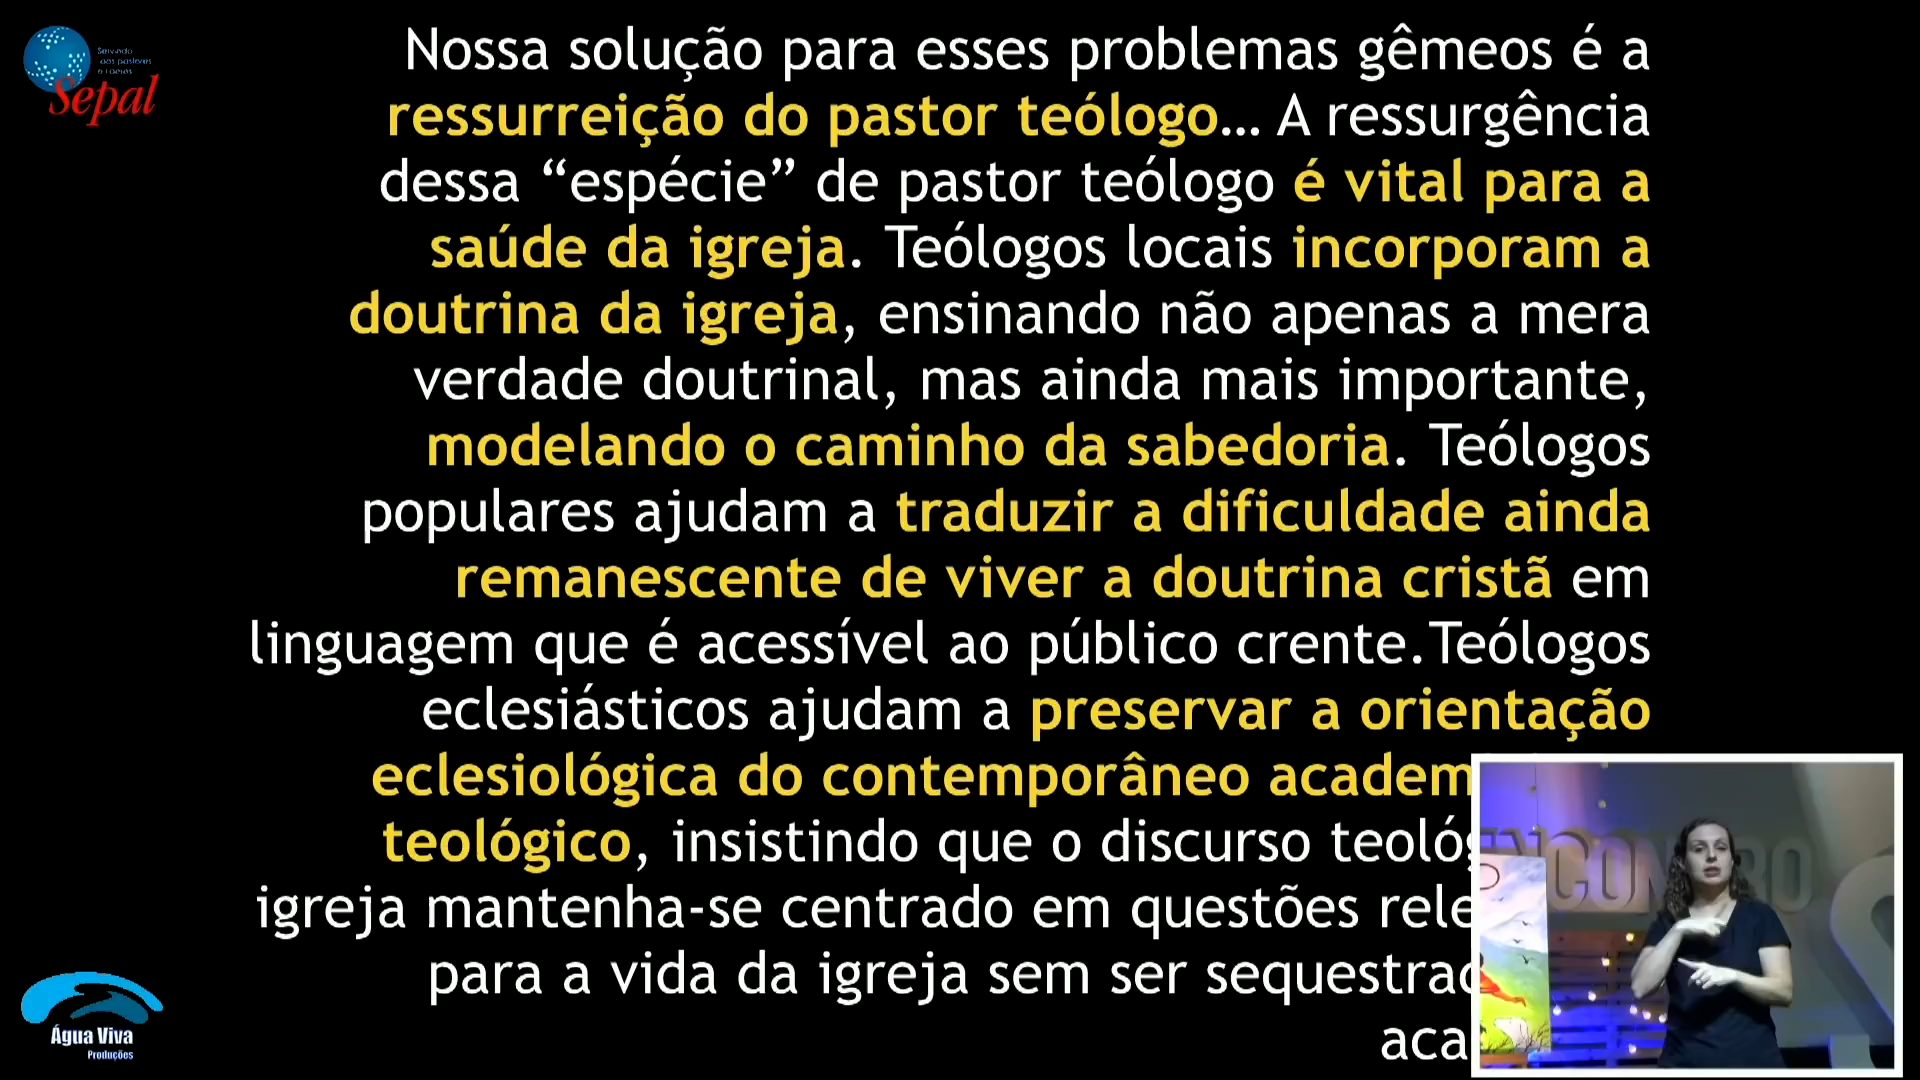 Servindo
aos pastores
e líderes
Sepal
Nossa solução para esses problemas gêmeos é a
ressurreição do pastor teólogo… A ressurgência
dessa “espécie” de pastor teólogo é vital para a
saúde da igreja. Teólogos locais incorporam a
doutrina da igreja, ensinando não apenas a mera
verdade doutrinal, mas ainda mais importante,
modelando o caminho da sabedoria. Teólogos
populares ajudam a traduzir a dificuldade ainda
remanescente de viver a doutrina cristã em
linguagem que é acessível ao público crente.Teólogos
eclesiásticos ajudam a preservar a orientação
eclesiológica do contemporâneo
teológico, insistindo que o discurso
igreja mantenha-se centrado em questões
para a vida da igreja sem ser
Água Viva
Produções